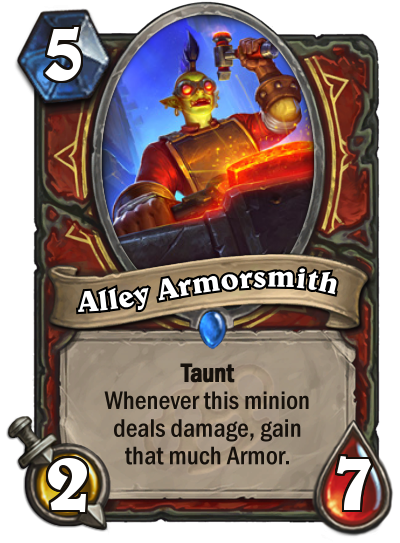 5
Alley Armorsmith
Taunt
Whenever this minion
deals damage, gain
that much Armor.
2
7